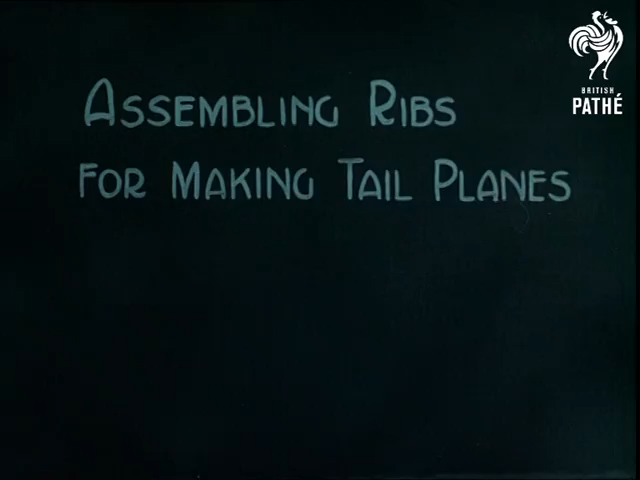 ASSEMBLING RIBS
FOR MAKING TAIL PLANES
BRITISH
PATHÉ